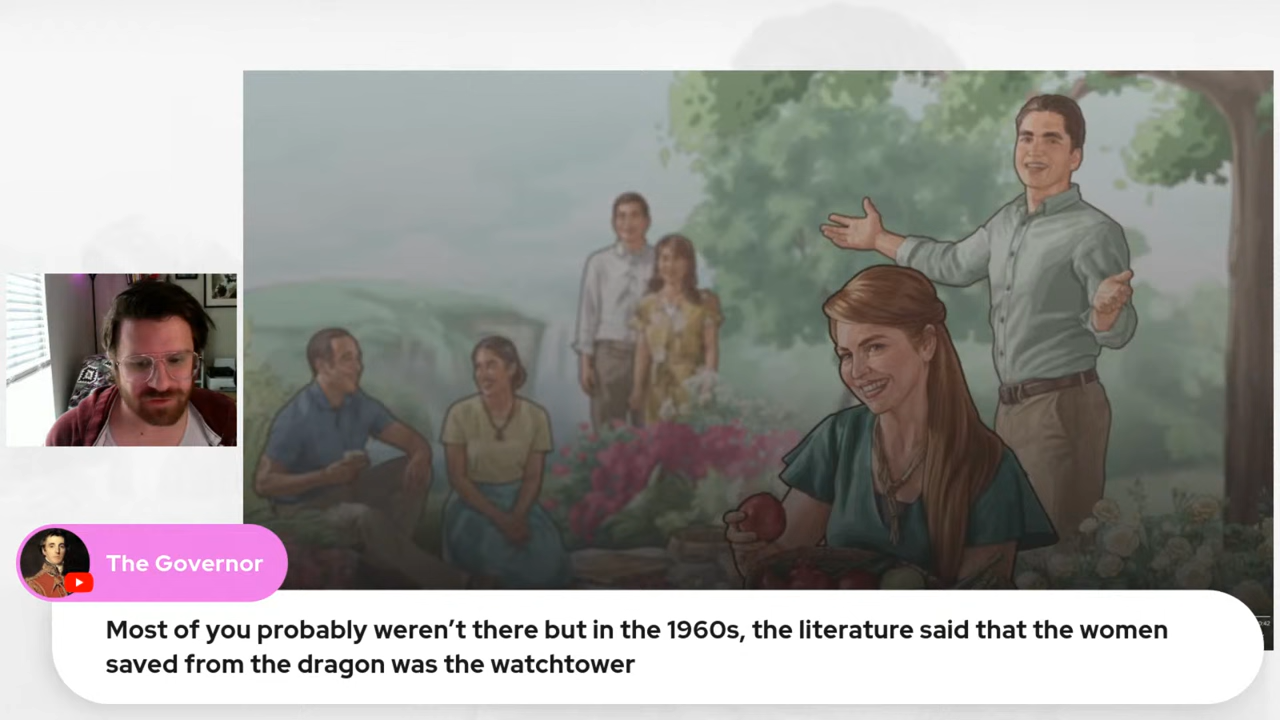 The Governor
Most of you probably weren’t there but in the 1960s, the literature said that the women
saved from the dragon was the watchtower